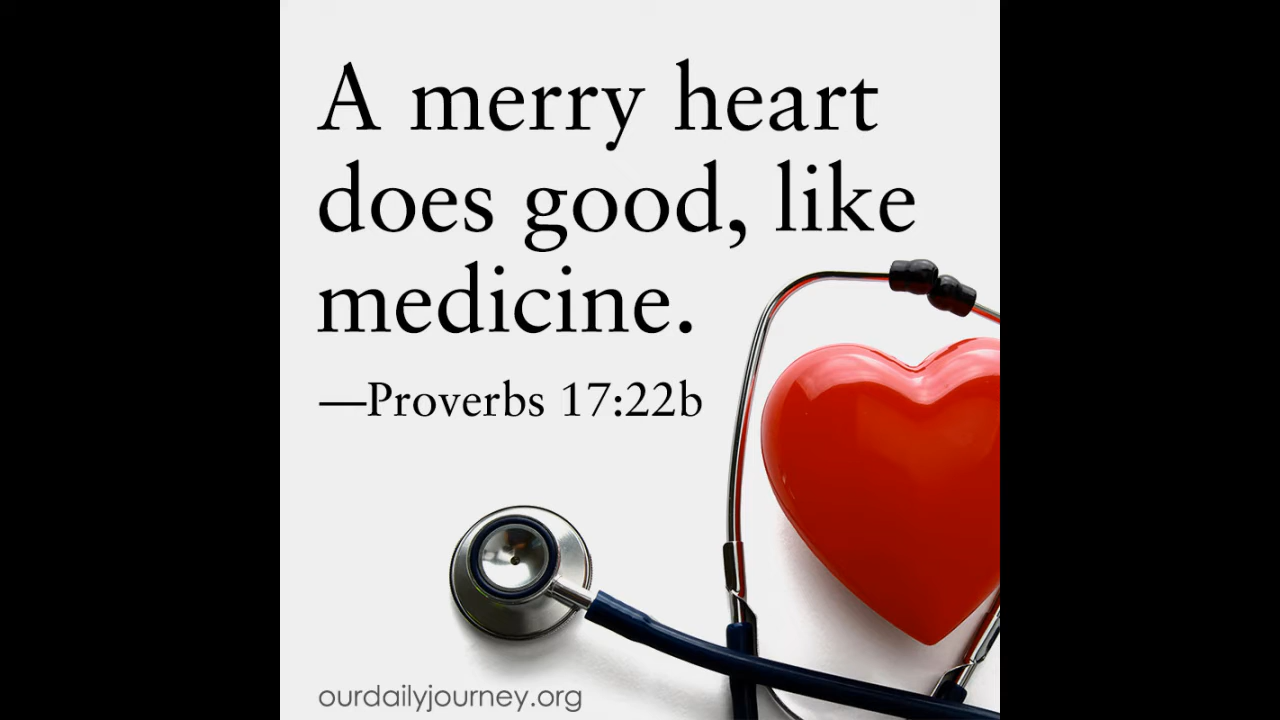 A merry heart
does good, like
medicine.
—Proverbs 17:22b
ourdailyjourney.org